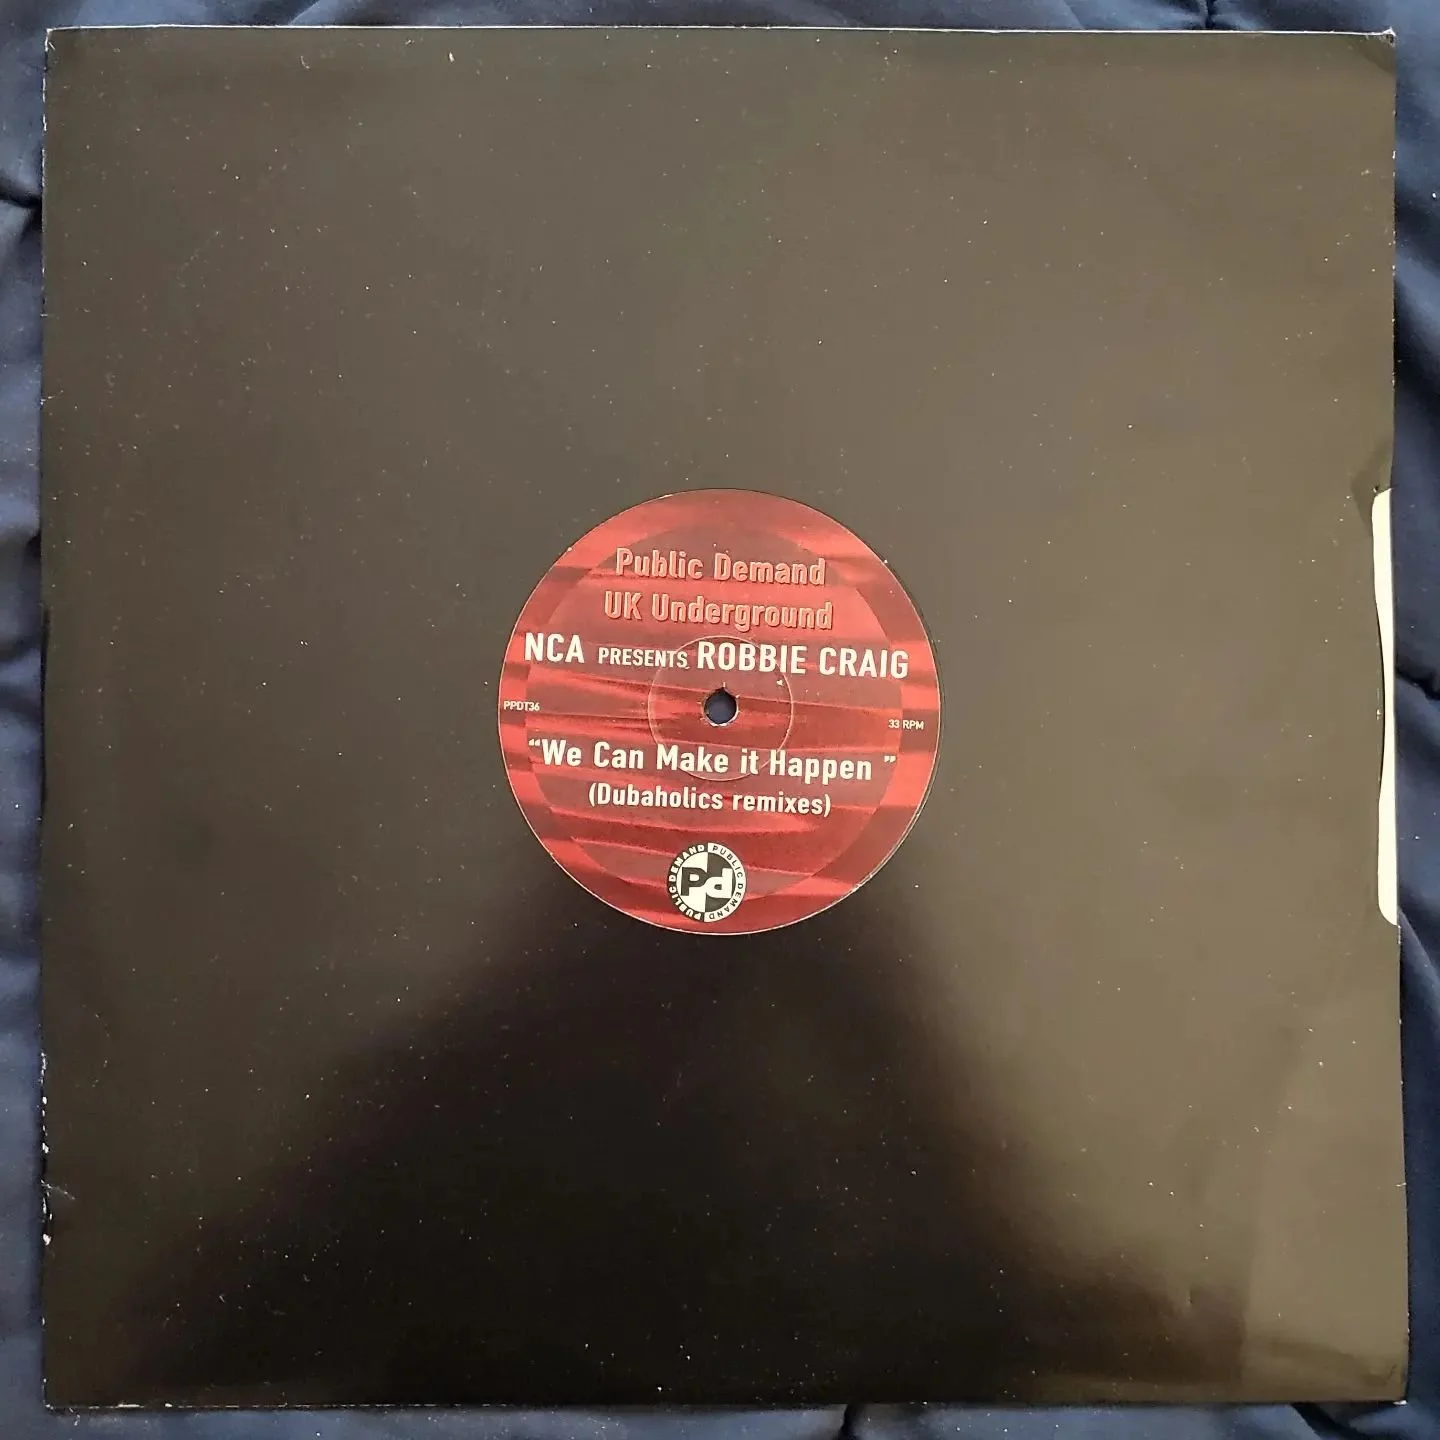 Public Demand
UK Underground
NCA PRESENTS ROBBIE CRAIG
PPDT36
33 RPM
“We Can Make it Happen ”
(Dubaholics remixes)
PUBLIC DEMAND PUBLIC DEMAND
Pd